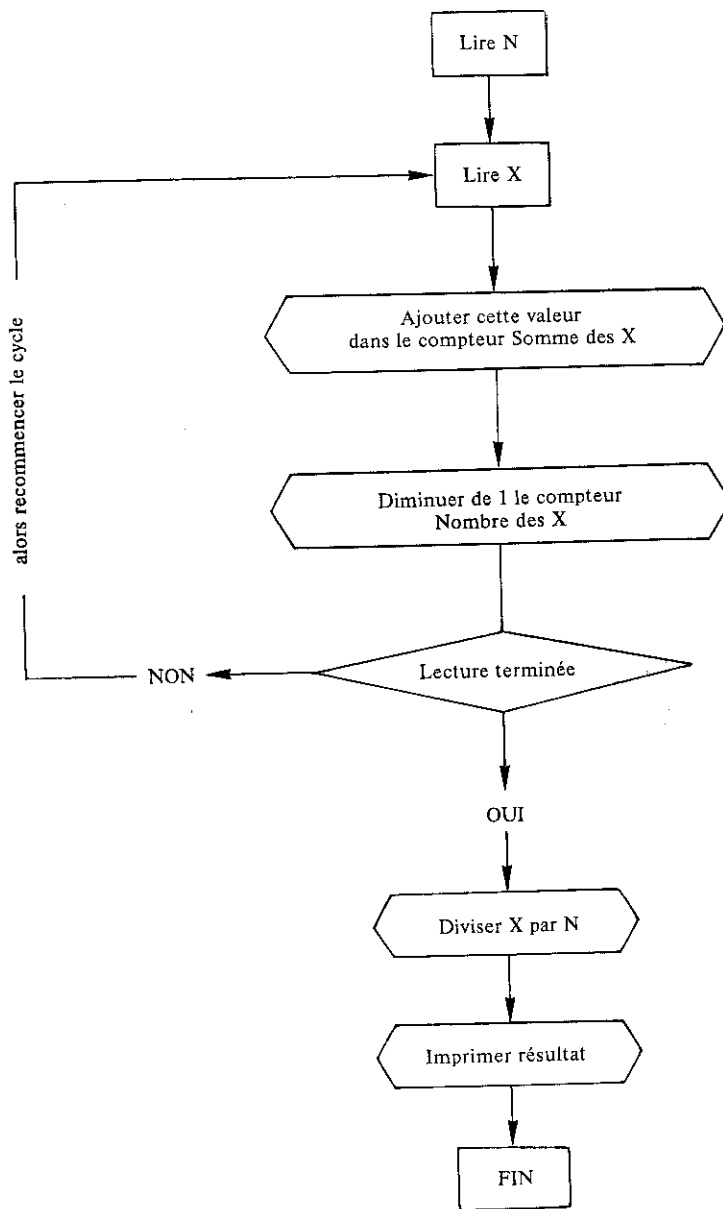 Lire N
Lire X
Ajouter cette valeur
dans le compteur Somme des X
alors recommencer le cycle
Diminuer de 1 le compteur
Nombre des X
Lecture terminée
NON
OUI
Diviser X par N
Imprimer résultat
FIN